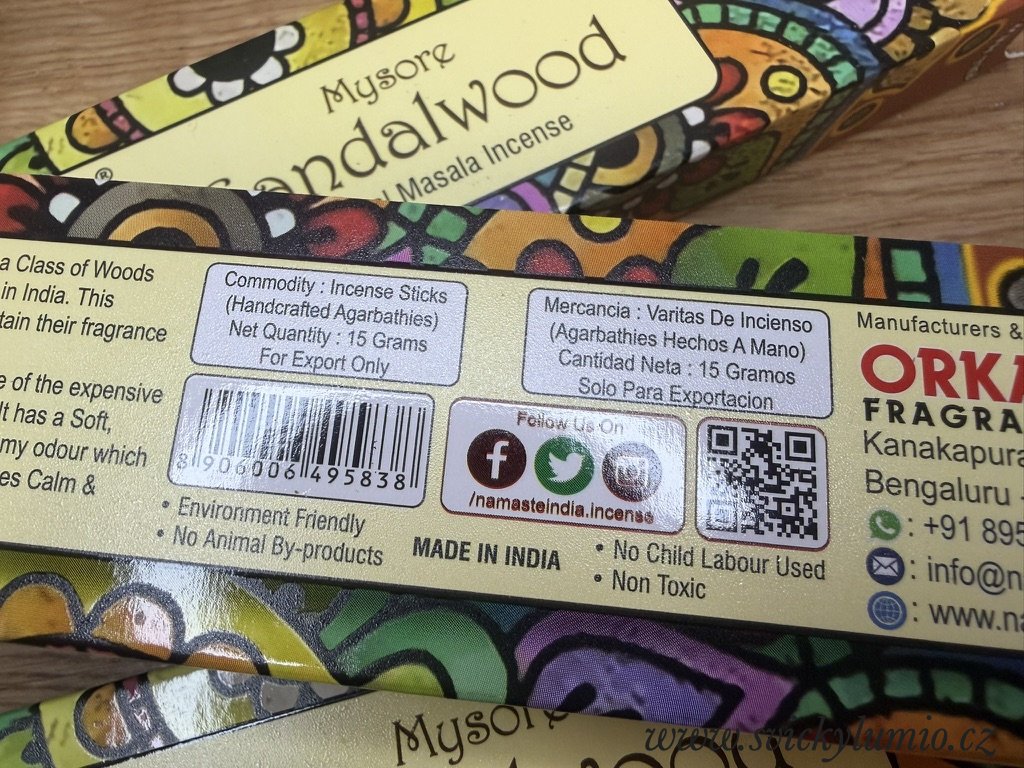 Mysore
Sandalwood
Masala Incense
®
a Class of Woods
in India. This
tain their fragrance
e of the expensive
It has a Soft,
my odour which
es Calm &
Commodity : Incense Sticks
(Handcrafted Agarbathies)
Net Quantity : 15 Grams
For Export Only
8 906006 495838
• Environment Friendly
• No Animal By-products
Mercancia : Varitas De Incienso
(Agarbathies Hechos A Mano)
Cantidad Neta : 15 Gramos
Solo Para Exportacion
Follow Us On
/namasteindia.incense
MADE IN INDIA
• No Child Labour Used
• Non Toxic
Manufacturers &
ORKA
FRAGRA
Kanakapura
Bengaluru -
: +91 895
: info@n
: www.na
Mysore
www.svickylumio.cz